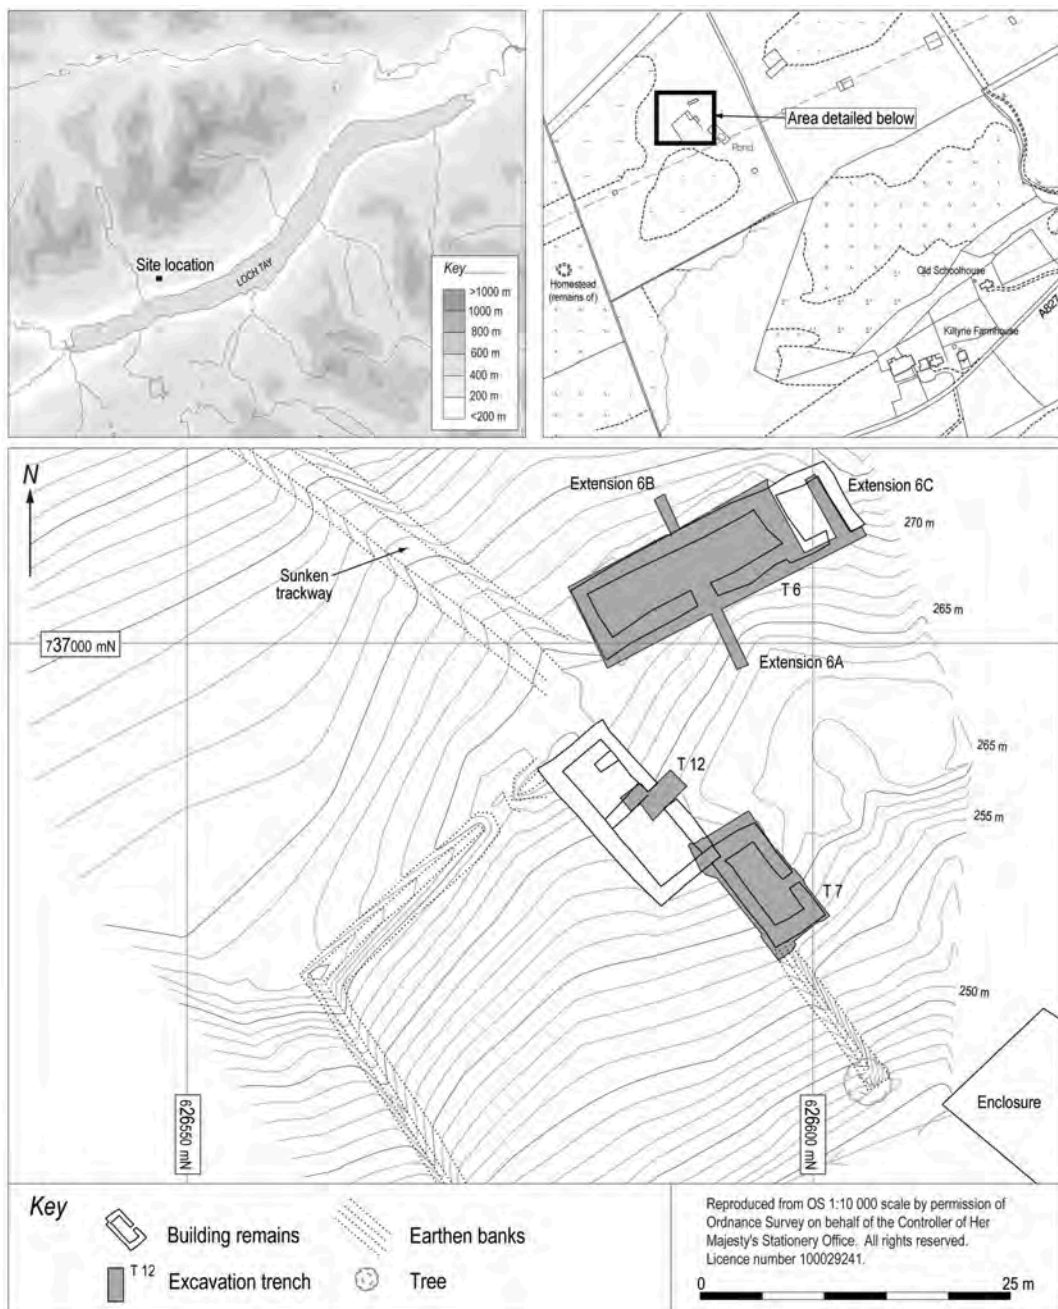 Site location
LOCH TAY
Key
>1000 m
1000 m
800 m
600 m
400 m
200 m
<200 m
Area detailed below
Pond
Homestead
(remains of)
Old Schoolhouse
Killtyrie Farmhouse
A827
N
Extension 6B
Extension 6C
270 m
Sunken
trackway
T 6
265 m
737000 mN
Extension 6A
T 12
265 m
255 m
T 7
250 m
626550 mN
626600 mN
Enclosure
Key
Building remains
Earthen banks
T 12
Excavation trench
Tree
Reproduced from OS 1:10 000 scale by permission of
Ordnance Survey on behalf of the Controller of Her
Majesty's Stationery Office. All rights reserved.
Licence number 100029241.
0
25 m